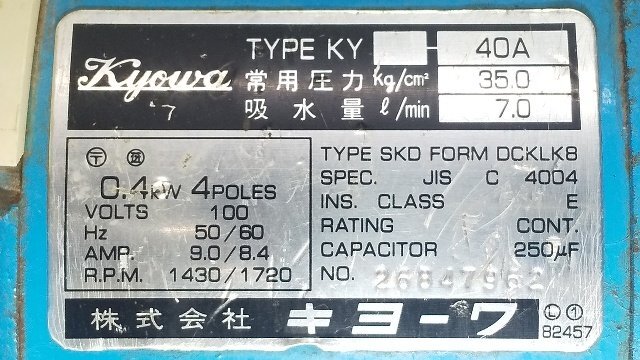 Kyowa
TYPE KY - 40A
常用圧力 kg/cm² 35.0
吸水量 ℓ/min 7.0
〒
0.4kW 4POLES
VOLTS 100
Hz 50/60
AMP. 9.0/8.4
R.P.M. 1430/1720
TYPE SKD FORM DCKLK8
SPEC. JIS C 4004
INS. CLASS E
RATING CONT.
CAPACITOR 250μF
NO. 26847962
株式会社 キヨーワ
Ⓛ ①
82457